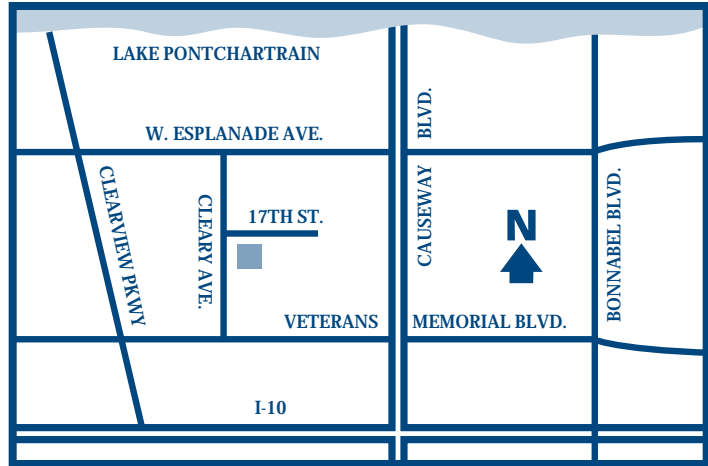 LAKE PONTCHARTRAIN
BLVD.
W. ESPLANADE AVE.
CLEARVIEW PKWY
CLEARY AVE.
17TH ST.
CAUSEWAY
N
BONNABEL BLVD.
VETERANS
MEMORIAL BLVD.
I-10